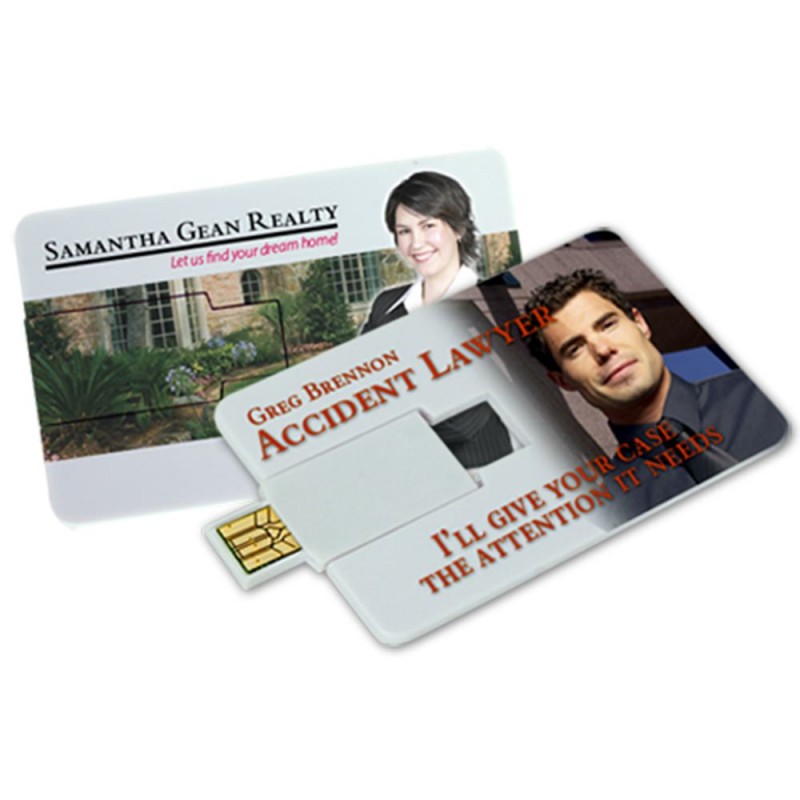 SAMANTHA GEAN REALTY
Let us find your dream home!
GREG BRENNON
ACCIDENT LAWYER
I'LL GIVE YOUR CASE
THE ATTENTION IT NEEDS